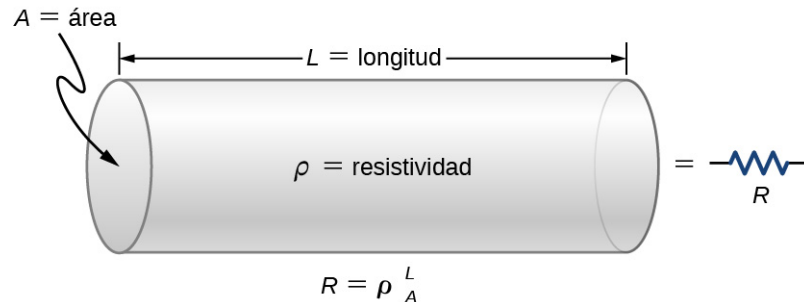 A = área
L = longitud
ρ = resistividad
=
R
R = ρ L
A